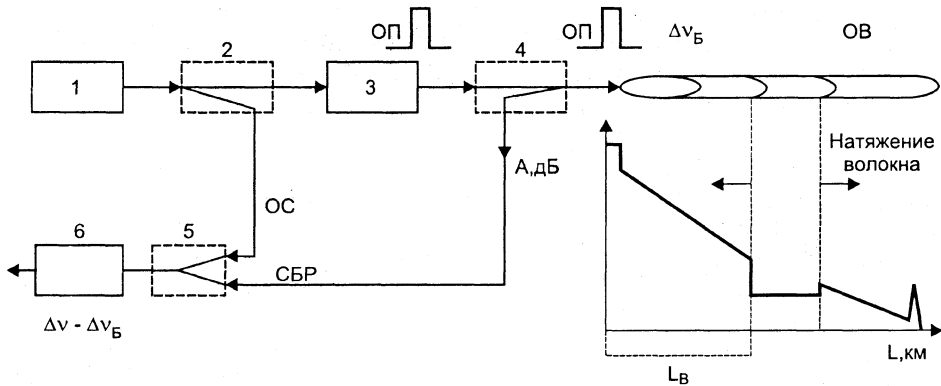 ОП
ОП
Δν_Б
ОВ
2
4
1
3
Натяжение
волокна
А,дБ
ОС
6
5
СБР
Δν - Δν_Б
L,км
L_В